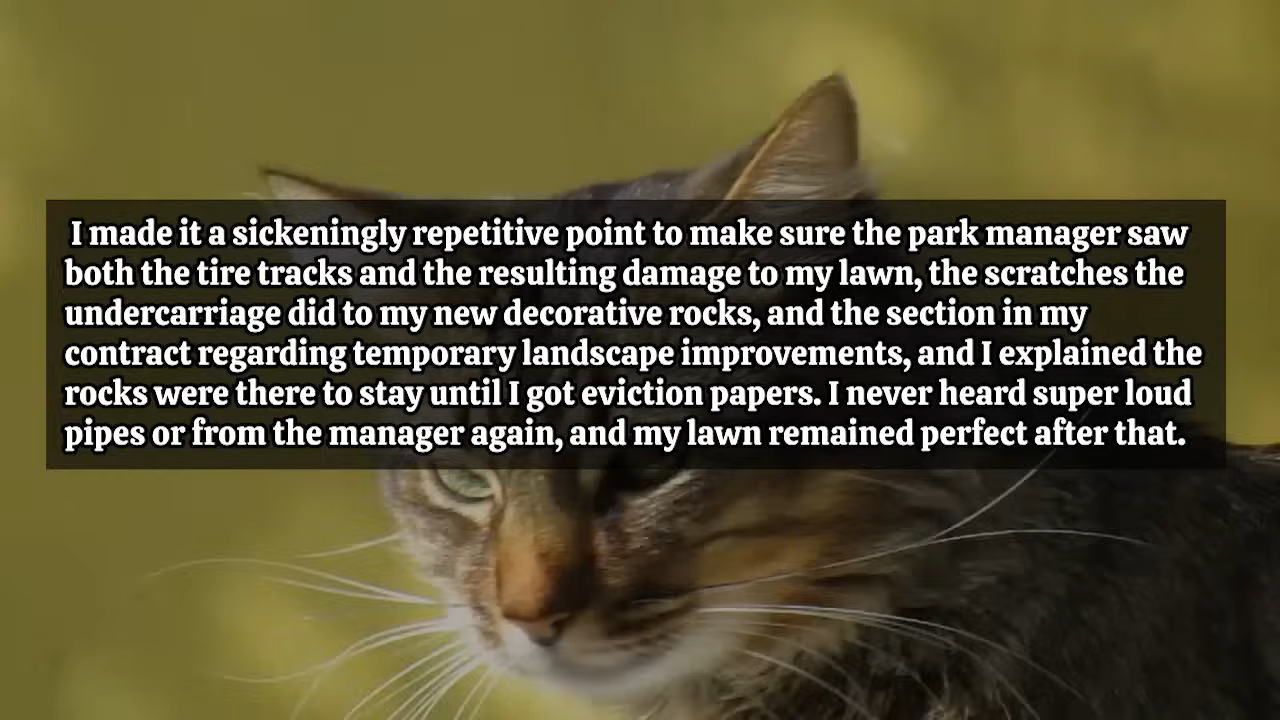 I made it a sickeningly repetitive point to make sure the park manager saw
both the tire tracks and the resulting damage to my lawn, the scratches the
undercarriage did to my new decorative rocks, and the section in my
contract regarding temporary landscape improvements, and I explained the
rocks were there to stay until I got eviction papers. I never heard super loud
pipes or from the manager again, and my lawn remained perfect after that.